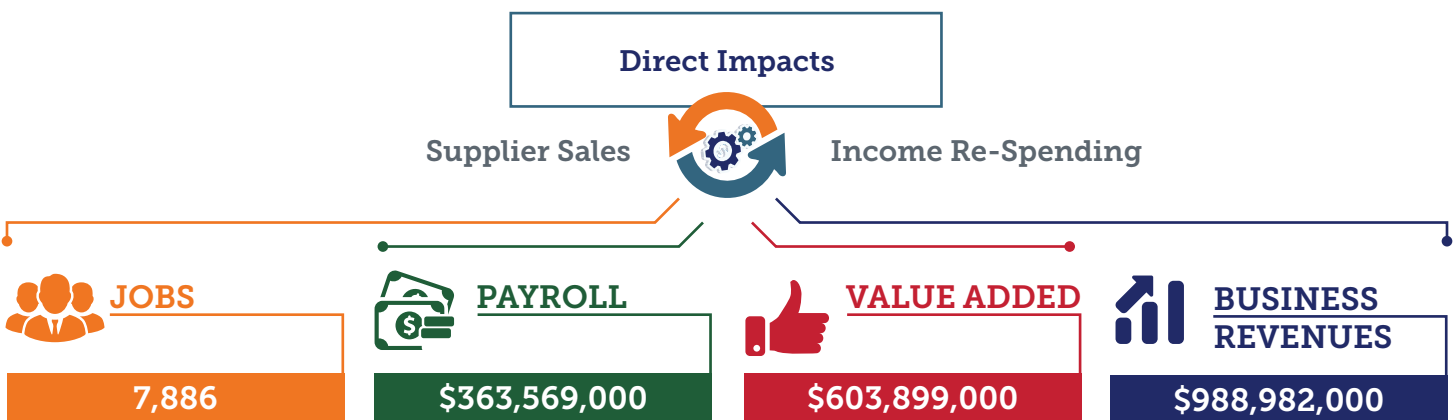 Direct Impacts
Supplier Sales
Income Re-Spending
JOBS
7,886
PAYROLL
$
$363,569,000
VALUE ADDED
$603,899,000
BUSINESS
REVENUES
$988,982,000